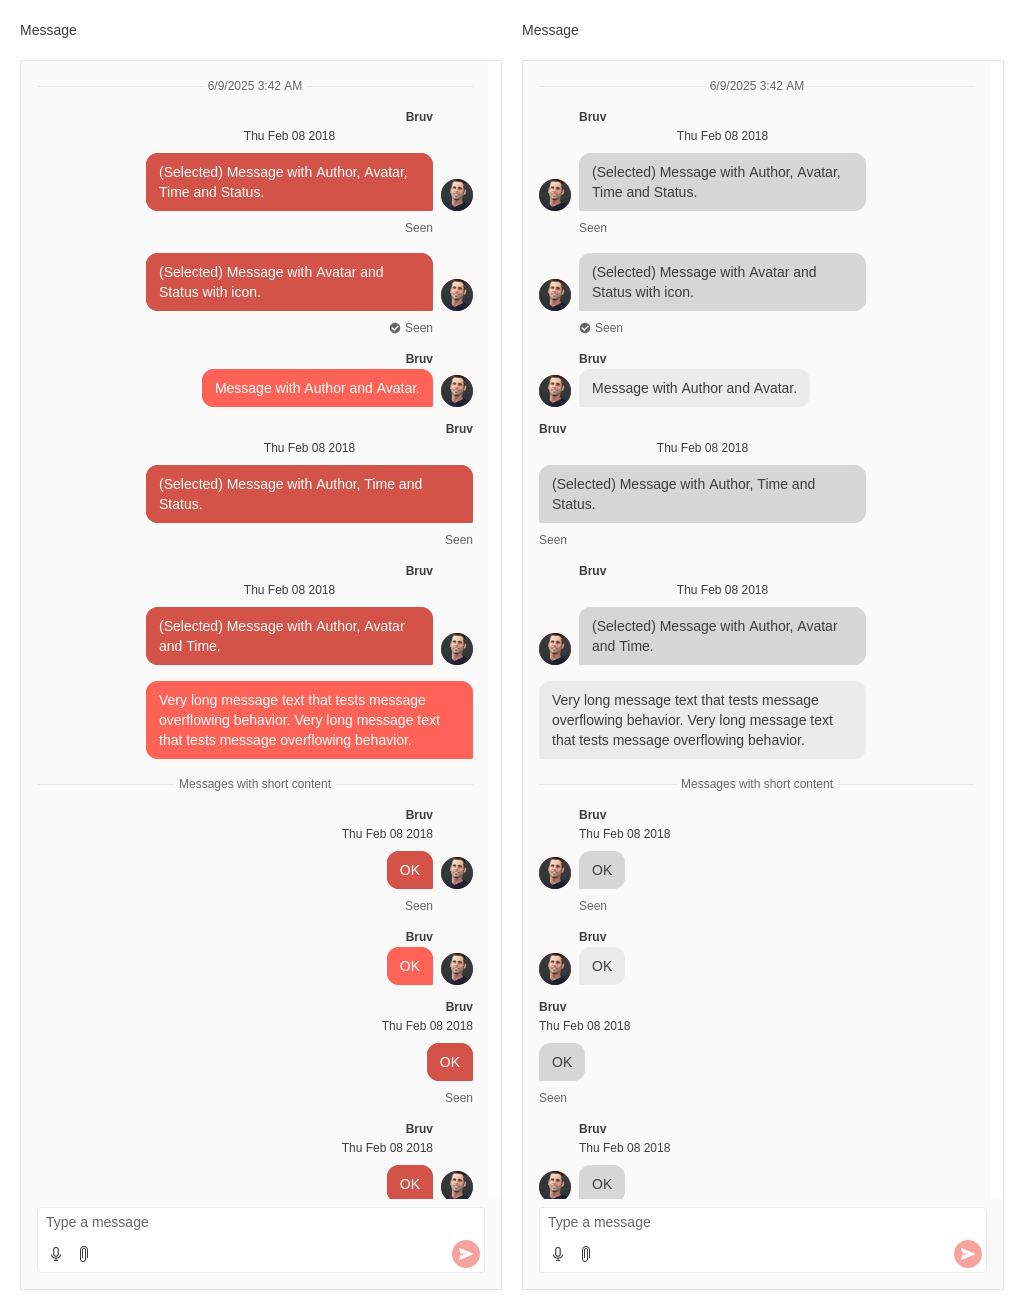 Message
6/9/2025 3:42 AM
Bruv
Thu Feb 08 2018
(Selected) Message with Author, Avatar,
Time and Status.
Seen
(Selected) Message with Avatar and
Status with icon.
Seen
Bruv
Message with Author and Avatar.
Bruv
Thu Feb 08 2018
(Selected) Message with Author, Time and
Status.
Seen
Bruv
Thu Feb 08 2018
(Selected) Message with Author, Avatar
and Time.
Very long message text that tests message
overflowing behavior. Very long message text
that tests message overflowing behavior.
Messages with short content
Bruv
Thu Feb 08 2018
OK
Seen
Bruv
OK
Bruv
Thu Feb 08 2018
OK
Seen
Bruv
Thu Feb 08 2018
OK
Type a message
Message
6/9/2025 3:42 AM
Bruv
Thu Feb 08 2018
(Selected) Message with Author, Avatar,
Time and Status.
Seen
(Selected) Message with Avatar and
Status with icon.
Seen
Bruv
Message with Author and Avatar.
Bruv
Thu Feb 08 2018
(Selected) Message with Author, Time and
Status.
Seen
Bruv
Thu Feb 08 2018
(Selected) Message with Author, Avatar
and Time.
Very long message text that tests message
overflowing behavior. Very long message text
that tests message overflowing behavior.
Messages with short content
Bruv
Thu Feb 08 2018
OK
Seen
Bruv
OK
Bruv
Thu Feb 08 2018
OK
Seen
Bruv
Thu Feb 08 2018
OK
Type a message